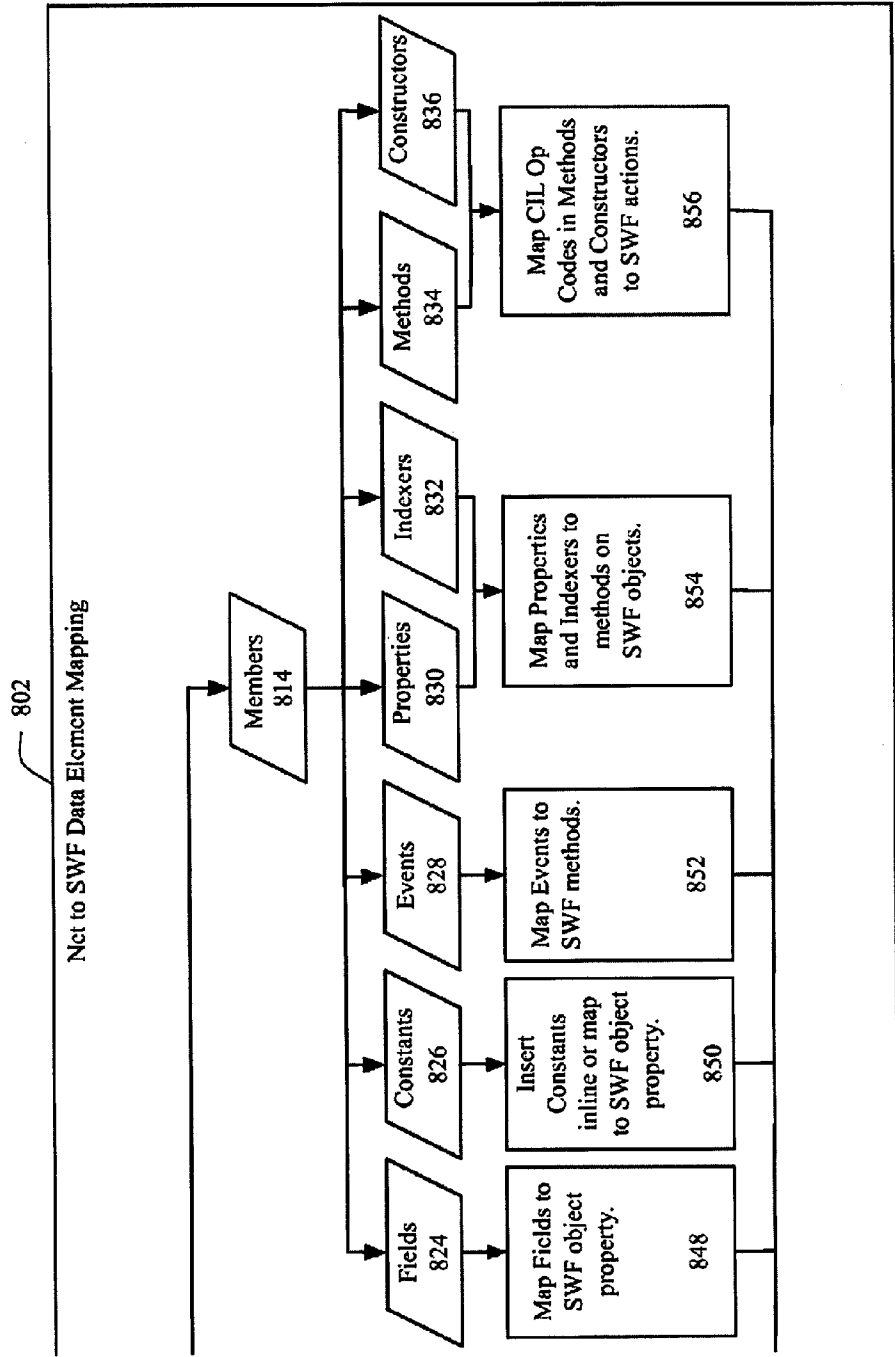 802
Net to SWF Data Element Mapping
Members
814
Fields
824
Constants
826
Events
828
Properties
830
Indexers
832
Methods
834
Constructors
836
Map Fields to
SWF object
property.
848
Insert
Constants
inline or map
to SWF object
property.
850
Map Events to
SWF methods.
852
Map Properties
and Indexers to
methods on
SWF objects.
854
Map CIL Op
Codes in Methods
and Constructors
to SWF actions.
856